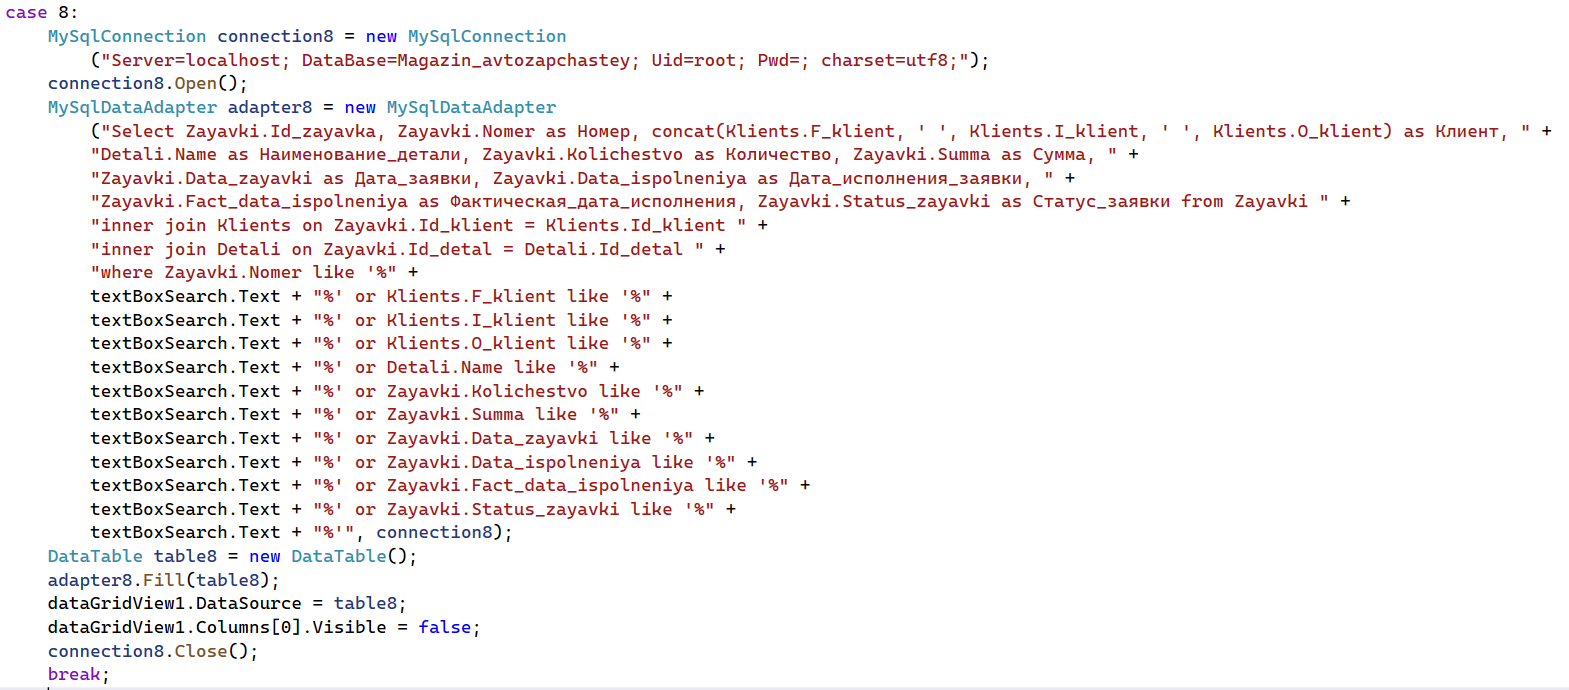 case 8:
MySqlConnection connection8 = new MySqlConnection
("Server=localhost; DataBase=Magazin_avtozapchastey; Uid=root; Pwd=; charset=utf8;");
connection8.Open();
MySqlDataAdapter adapter8 = new MySqlDataAdapter
("Select Zayavki.Id_zayavka, Zayavki.Nomer as Номер, concat(Klients.F_klient, ' ', Klients.I_klient, ' ', Klients.O_klient) as Клиент, " +
"Detali.Name as Наименование_детали, Zayavki.Kolichestvo as Количество, Zayavki.Summa as Сумма, " +
"Zayavki.Data_zayavki as Дата_заявки, Zayavki.Data_ispolneniya as Дата_исполнения_заявки, " +
"Zayavki.Fact_data_ispolneniya as Фактическая_дата_исполнения, Zayavki.Status_zayavki as Статус_заявки from Zayavki " +
"inner join Klients on Zayavki.Id_klient = Klients.Id_klient " +
"inner join Detali on Zayavki.Id_detal = Detali.Id_detal " +
"where Zayavki.Nomer like '%" +
textBoxSearch.Text + "%' or Klients.F_klient like '%" +
textBoxSearch.Text + "%' or Klients.I_klient like '%" +
textBoxSearch.Text + "%' or Klients.O_klient like '%" +
textBoxSearch.Text + "%' or Detali.Name like '%" +
textBoxSearch.Text + "%' or Zayavki.Kolichestvo like '%" +
textBoxSearch.Text + "%' or Zayavki.Summa like '%" +
textBoxSearch.Text + "%' or Zayavki.Data_zayavki like '%" +
textBoxSearch.Text + "%' or Zayavki.Data_ispolneniya like '%" +
textBoxSearch.Text + "%' or Zayavki.Fact_data_ispolneniya like '%" +
textBoxSearch.Text + "%' or Zayavki.Status_zayavki like '%" +
textBoxSearch.Text + "%'", connection8);
DataTable table8 = new DataTable();
adapter8.Fill(table8);
dataGridView1.DataSource = table8;
dataGridView1.Columns[0].Visible = false;
connection8.Close();
break;